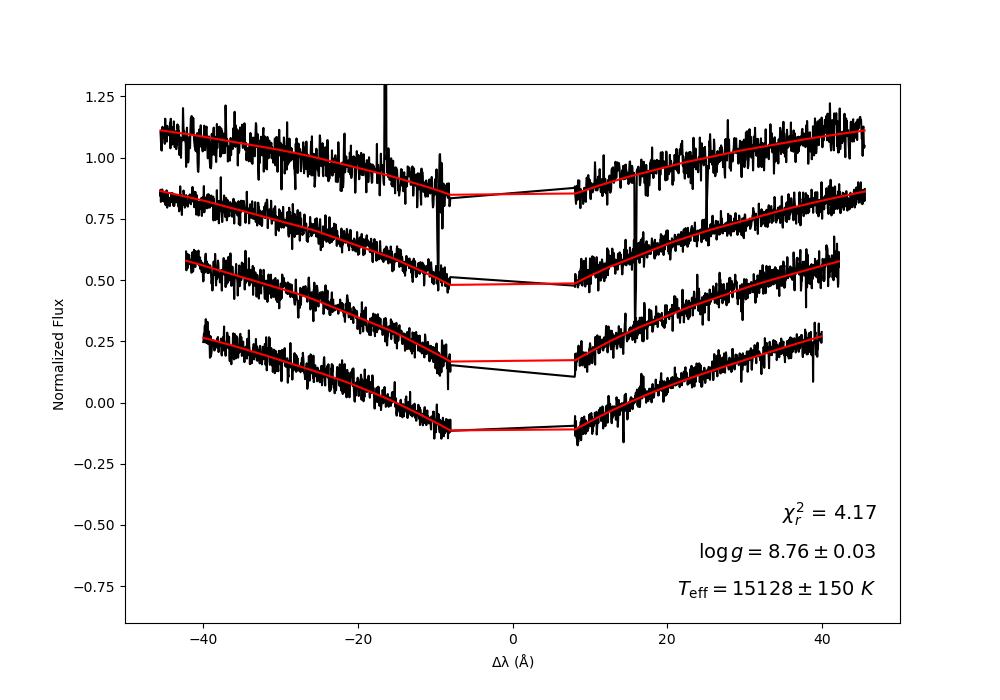 1.25
1.00
0.75
0.50
0.25
0.00
−0.25
−0.50
−0.75
Normalized Flux
χ²ᵣ = 4.17
log g = 8.76 ± 0.03
T_eff = 15128 ± 150 K
−40 −20 0 20 40
Δλ (Å)